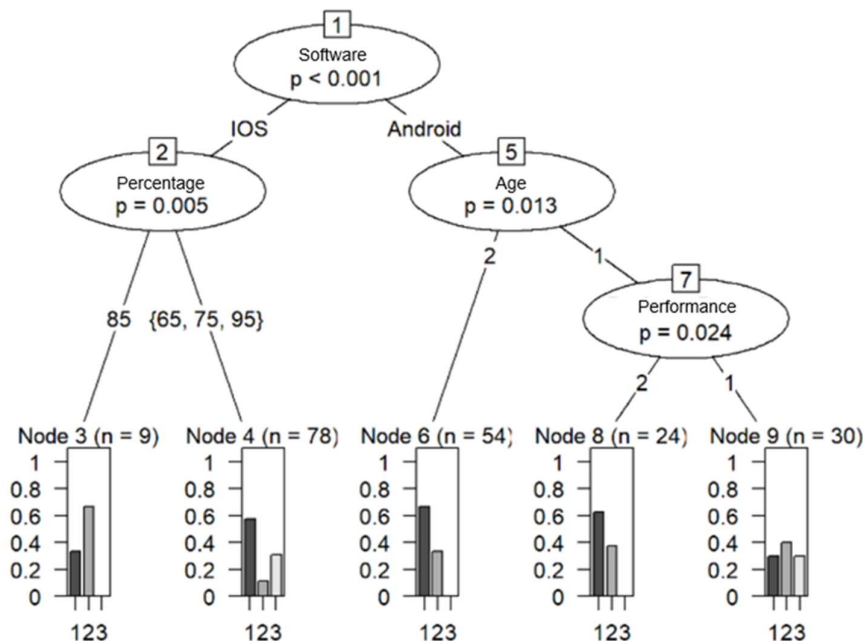 1
Software
p < 0.001
IOS
Android
2
Percentage
p = 0.005
5
Age
p = 0.013
2
1
7
Performance
p = 0.024
85
{65, 75, 95}
2
1
Node 3 (n = 9)
Node 4 (n = 78)
Node 6 (n = 54)
Node 8 (n = 24)
Node 9 (n = 30)
1
0.8
0.6
0.4
0.2
0
123
1
0.8
0.6
0.4
0.2
0
123
1
0.8
0.6
0.4
0.2
0
123
1
0.8
0.6
0.4
0.2
0
123
1
0.8
0.6
0.4
0.2
0
123